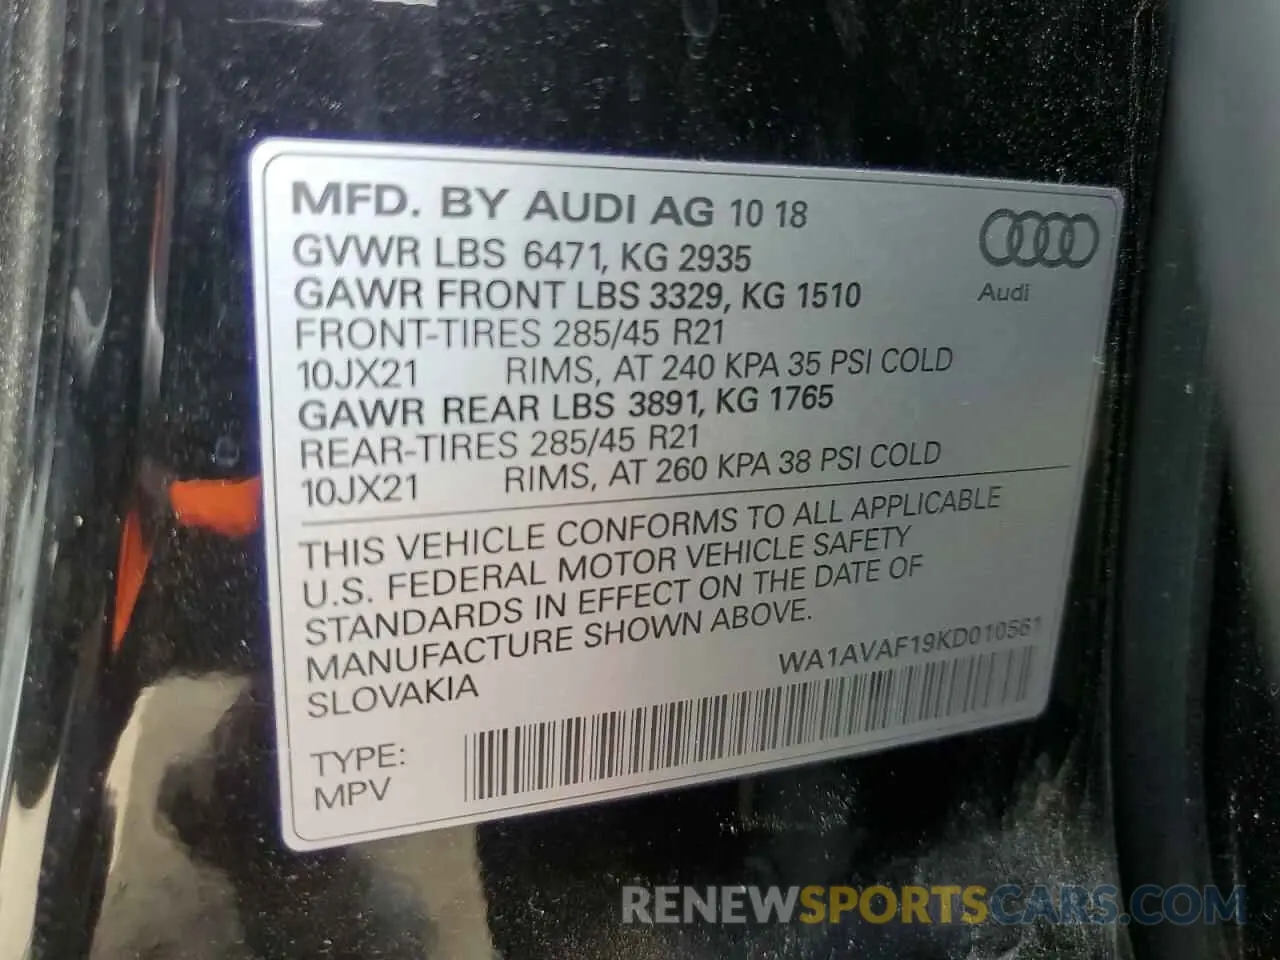 MFD. BY AUDI AG 10 18
GVWR LBS 6471, KG 2935
GAWR FRONT LBS 3329, KG 1510
FRONT-TIRES 285/45 R21
10JX21 RIMS, AT 240 KPA 35 PSI COLD
GAWR REAR LBS 3891, KG 1765
REAR-TIRES 285/45 R21
10JX21 RIMS, AT 260 KPA 38 PSI COLD
Audi
THIS VEHICLE CONFORMS TO ALL APPLICABLE
U.S. FEDERAL MOTOR VEHICLE SAFETY
STANDARDS IN EFFECT ON THE DATE OF
MANUFACTURE SHOWN ABOVE.
SLOVAKIA
WA1AVAF19KD010561
TYPE:
MPV
RENEWSPORTSCARS.COM